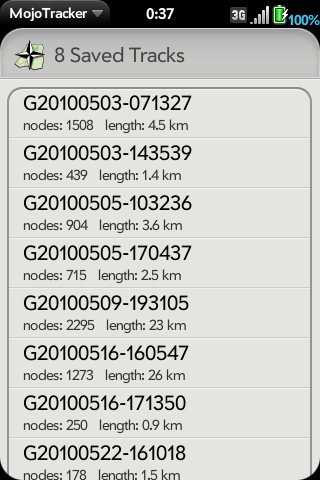 MojoTracker 0:37 3G 100%
8 Saved Tracks
G20100503-071327
nodes: 1508 length: 4.5 km
G20100503-143539
nodes: 439 length: 1.4 km
G20100505-103236
nodes: 904 length: 3.6 km
G20100505-170437
nodes: 715 length: 2.5 km
G20100509-193105
nodes: 2295 length: 23 km
G20100516-160547
nodes: 1273 length: 26 km
G20100516-171350
nodes: 250 length: 0.9 km
G20100522-161018
nodes: 178 length: 1.5 km